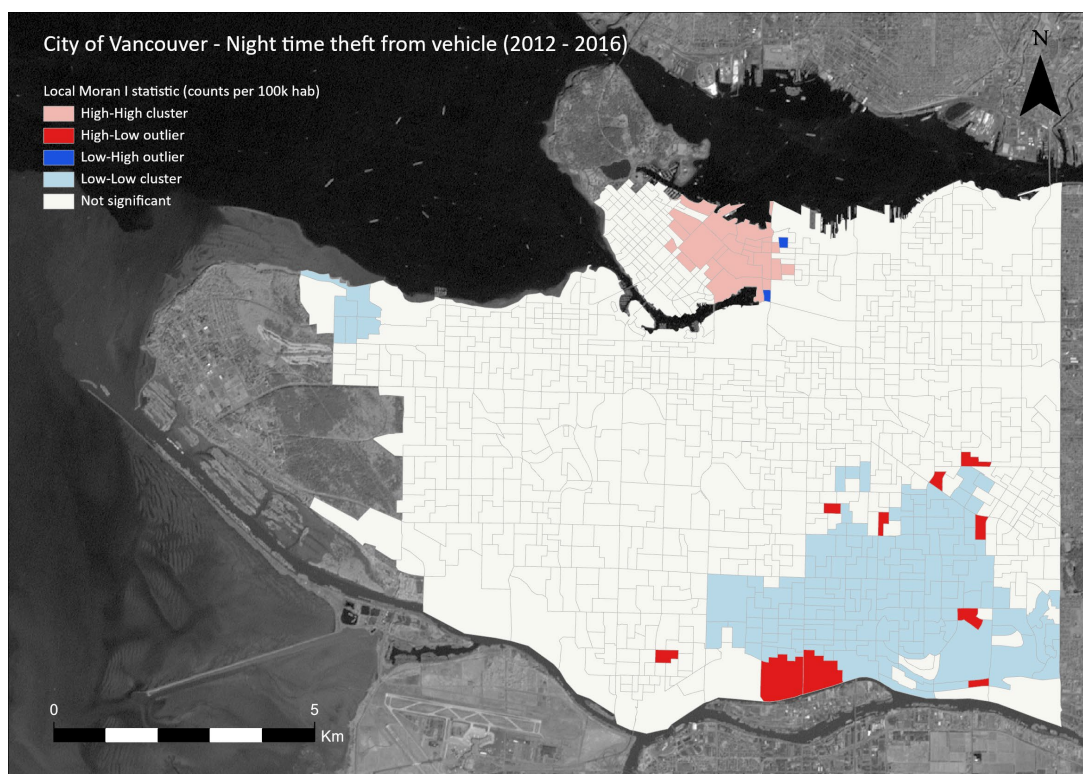 City of Vancouver - Night time theft from vehicle (2012 - 2016)
N
Local Moran I statistic (counts per 100k hab)
High-High cluster
High-Low outlier
Low-High outlier
Low-Low cluster
Not significant
0 5
Km